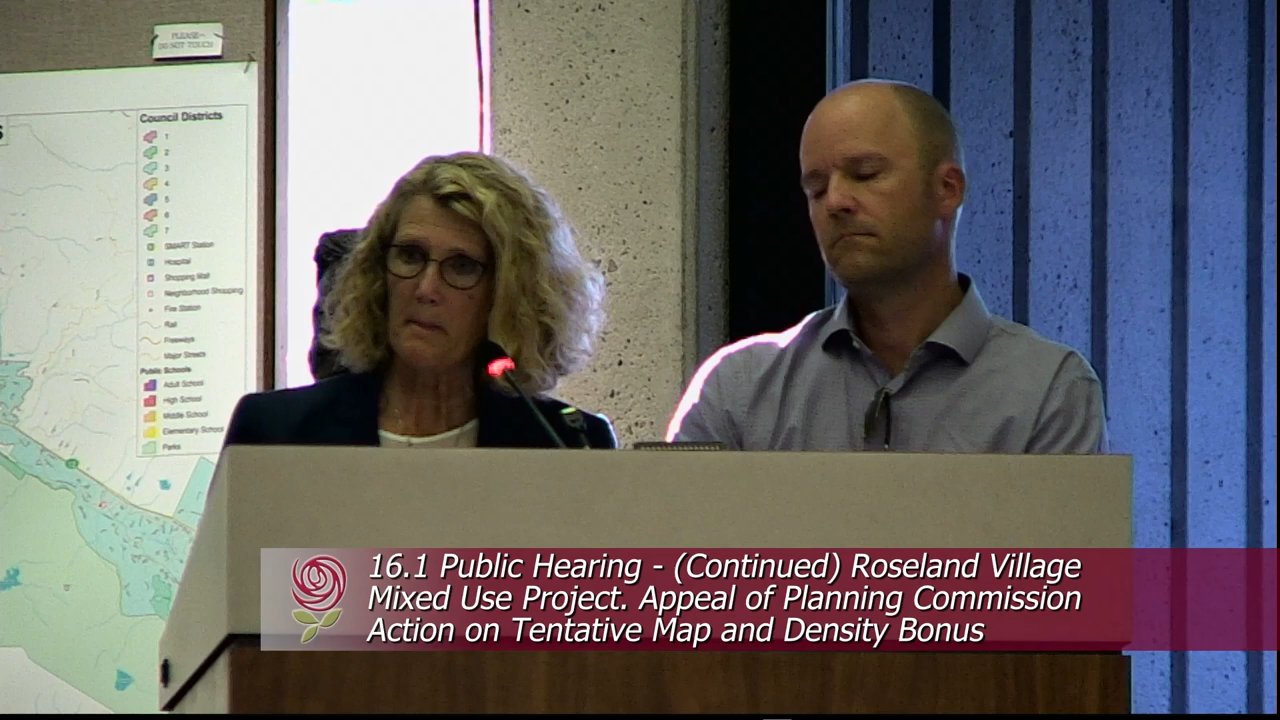 PLEASE~
DO NOT TOUCH
S
Council Districts
1
2
3
4
5
6
7
SMART Station
Hospital
Shopping Mall
Neighborhood Shopping
Fire Station
Rail
Freeways
Major Streets
Public Schools
Adult School
High School
Middle School
Elementary School
Parks
16.1 Public Hearing - (Continued) Roseland Village
Mixed Use Project. Appeal of Planning Commission
Action on Tentative Map and Density Bonus